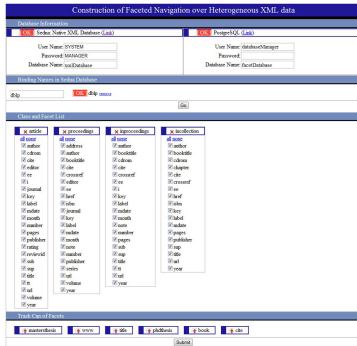 Construction of Faceted Navigation over Heterogeneous XML data
Database Information
OK Sedna Native XML Database (Link)
User Name: SYSTEM
Password: MANAGER
Database Name: xmlDatabase
OK PostgreSQL (Link)
User Name: databaseManager
Password:
Database Name: facetDatabase
Binding Names in Sedna Database
dblp
OK dblp remove
Go
Class and Facet List
x article
all none
author
cdrom
cite
editor
ee
i
journal
key
label
mdate
month
number
pages
publisher
rating
reviewid
sub
sup
title
tt
url
volume
year
x proceedings
all none
address
author
booktitle
cite
crossref
editor
ee
href
isbn
journal
key
label
mdate
month
note
number
publisher
series
url
volume
year
x inproceedings
all none
author
booktitle
cdrom
cite
crossref
ee
i
key
label
mdate
month
note
number
pages
sub
sup
title
tt
url
year
x incollection
all none
author
booktitle
cdrom
chapter
cite
crossref
ee
href
isbn
key
label
mdate
pages
publisher
sup
title
url
year
Trash Can of Facets
mastersthesis
www
title
phdthesis
book
cite
Submit